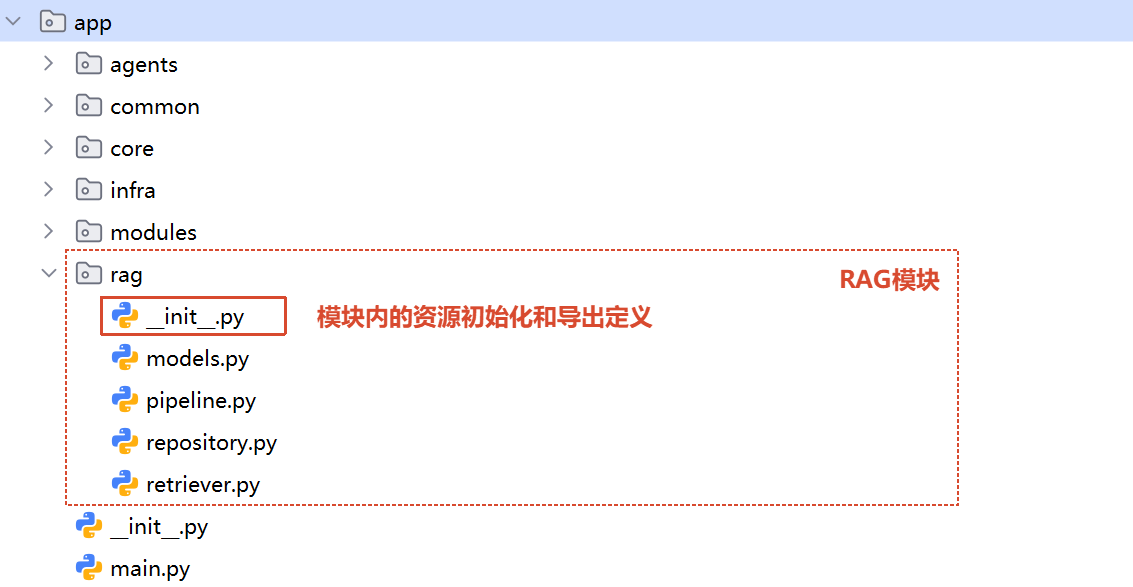 app
agents
common
core
infra
modules
rag
RAG模块
__init__.py
模块内的资源初始化和导出定义
models.py
pipeline.py
repository.py
retriever.py
__init__.py
main.py